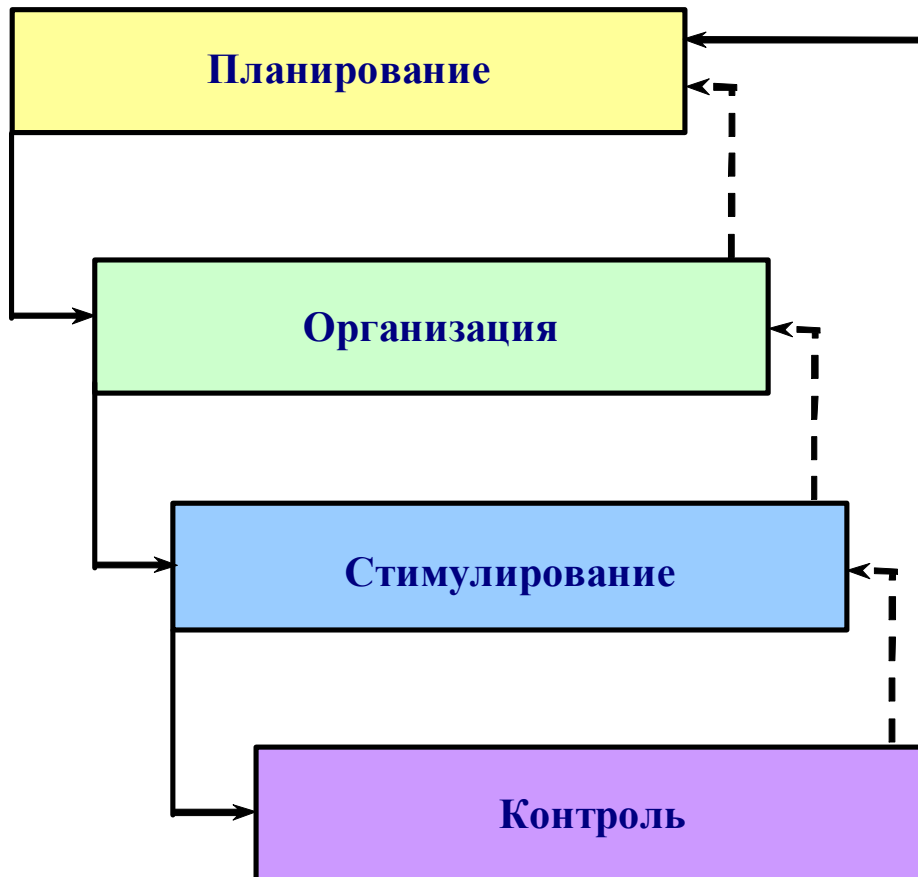 Планирование
Организация
Стимулирование
Контроль